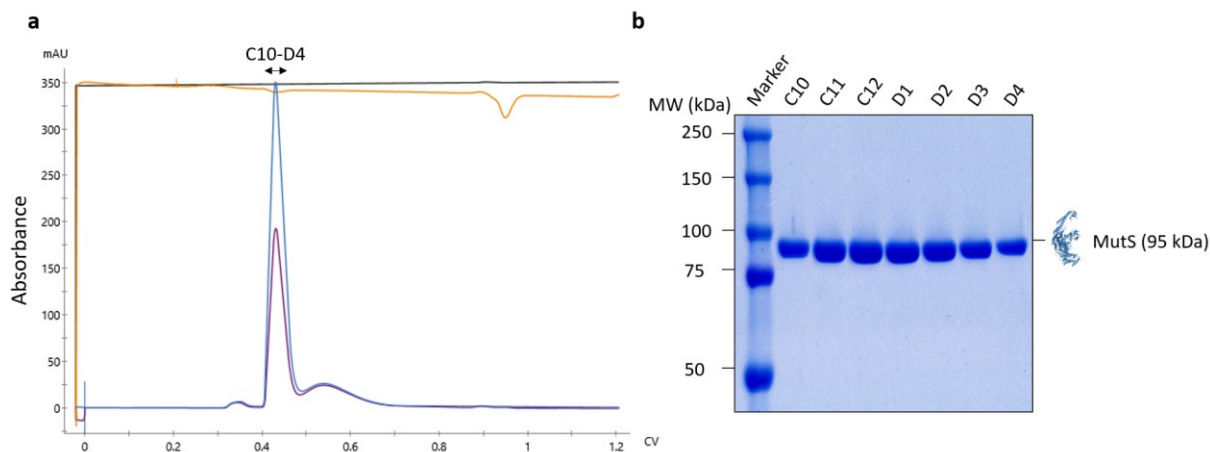 a
mAU
C10-D4
350
300
250
200
150
100
50
0
Absorbance
0 0.2 0.4 0.6 0.8 1 1.2 CV
b
MW (kDa) Marker C10 C11 C12 D1 D2 D3 D4
250
150
100
75
50
MutS (95 kDa)